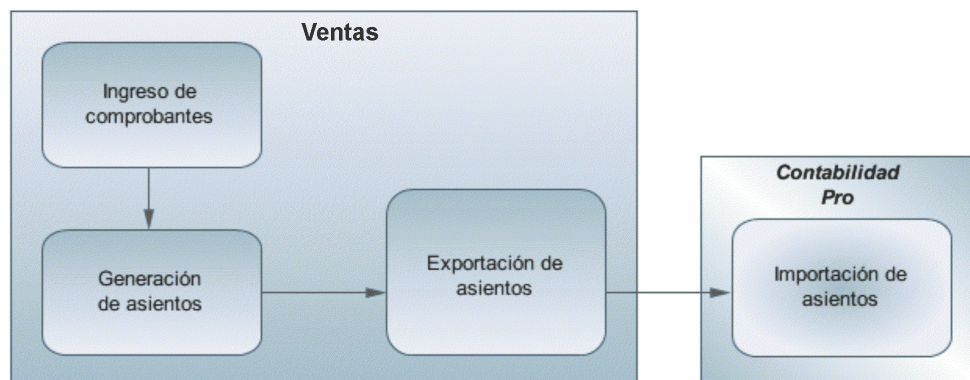 Ventas
Ingreso de
comprobantes
Generación
de asientos
Exportación de
asientos
Contabilidad
Pro
Importación de
asientos